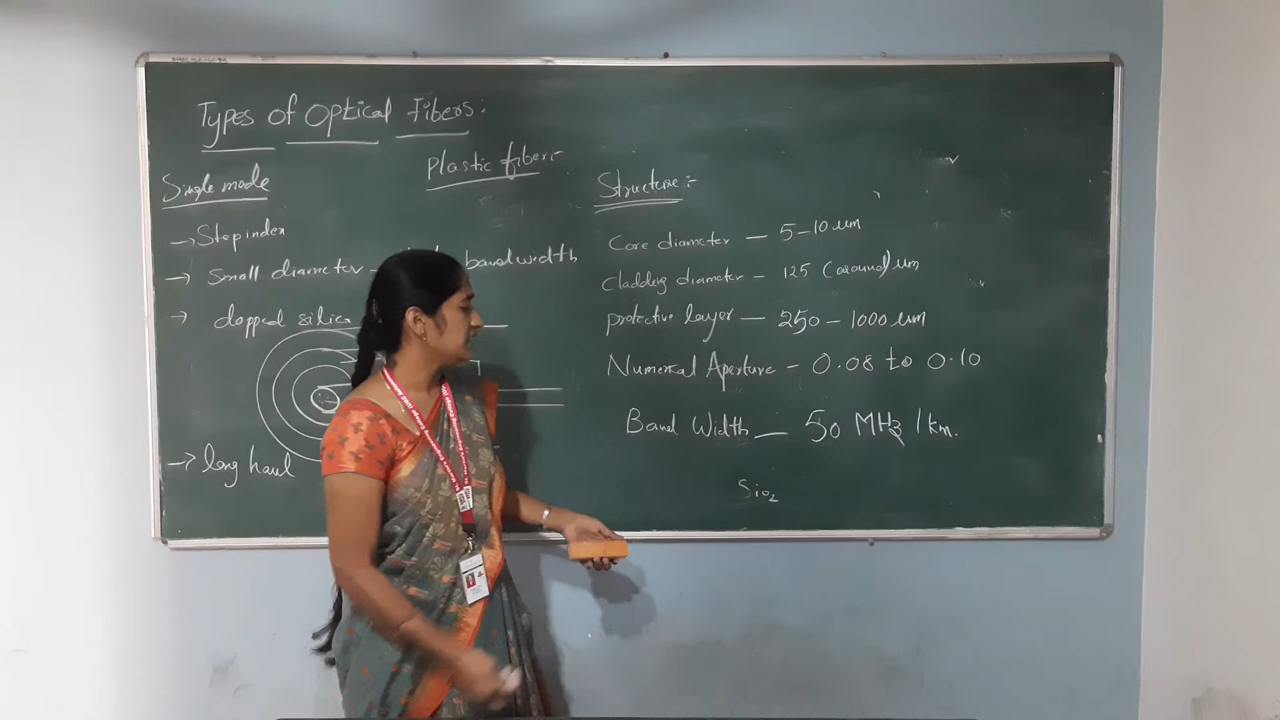 Types of Optical Fibers:
Plastic fiber:-
Single mode
→ Step index
→ Small diameter - bandwidth
→ dopped silica
→ long haul
Structure:-
Core diameter — 5-10 um
Cladding diameter - 125 (around) um
protective layer — 250 - 1000 um
Numerical Aperture - 0.08 to 0.10
Band Width — 50 MHz /km.
Sio2